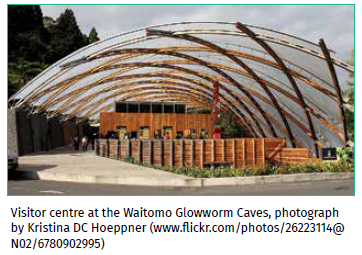 Visitor centre at the Waitomo Glowworm Caves, photograph
by Kristina DC Hoeppner (www.flickr.com/photos/26223114@
N02/6780902995)